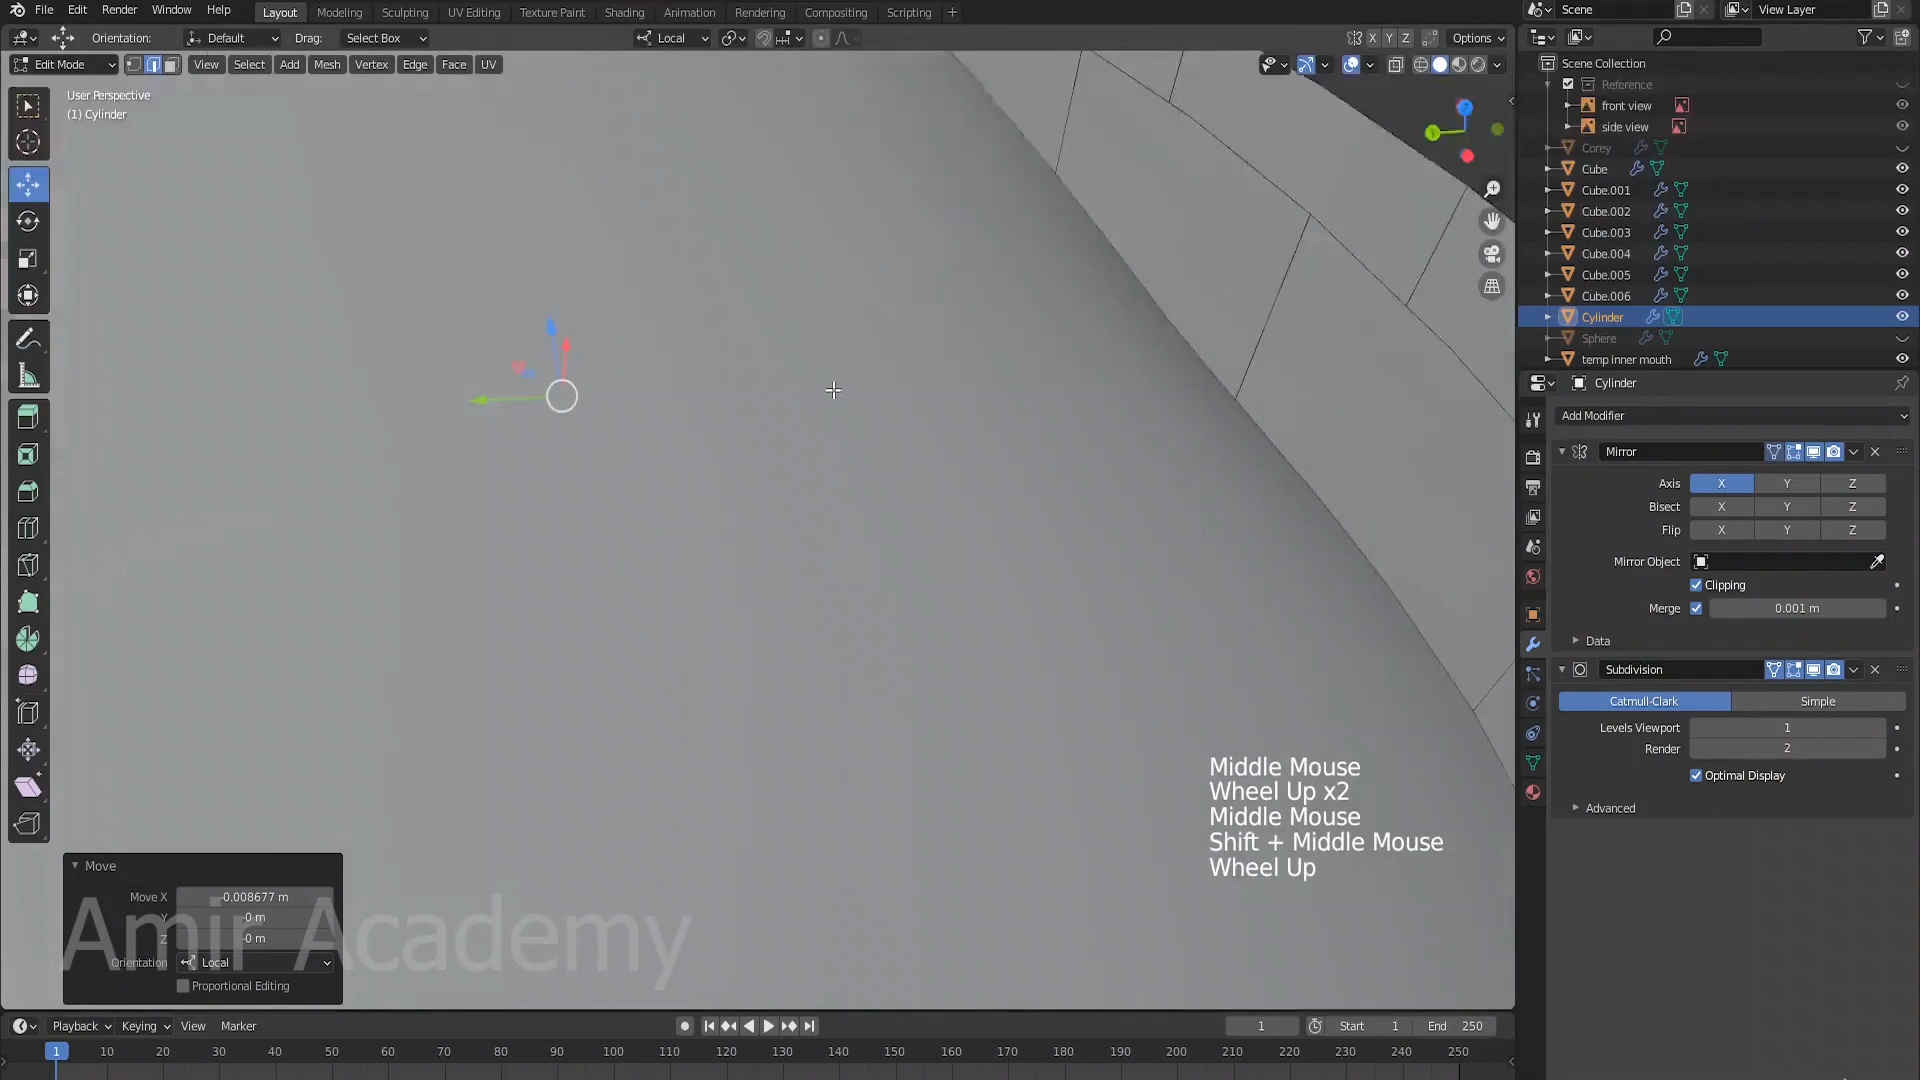 File Edit Render Window Help Layout Modeling Sculpting UV Editing Texture Paint Shading Animation Rendering Compositing Scripting + Scene View Layer
Orientation: Default Drag: Select Box Local X Y Z Options
Edit Mode View Select Add Mesh Vertex Edge Face UV
User Perspective
(1) Cylinder
Scene Collection
Reference
front view
side view
Corey
Cube
Cube.001
Cube.002
Cube.003
Cube.004
Cube.005
Cube.006
Cylinder
Sphere
temp inner mouth
Cylinder
Add Modifier
Mirror
Axis X Y Z
Bisect X Y Z
Flip X Y Z
Mirror Object
Clipping
Merge 0.001 m
Data
Subdivision
Catmull-Clark Simple
Levels Viewport 1
Render 2
Optimal Display
Advanced
Middle Mouse
Wheel Up x2
Middle Mouse
Shift + Middle Mouse
Wheel Up
Move
Move X -0.008677 m
Y -0 m
Z -0 m
Orientation Local
Proportional Editing
Amir Academy
Playback Keying View Marker 1 Start 1 End 250
1 10 20 30 40 50 60 70 80 90 100 110 120 130 140 150 160 170 180 190 200 210 220 230 240 250